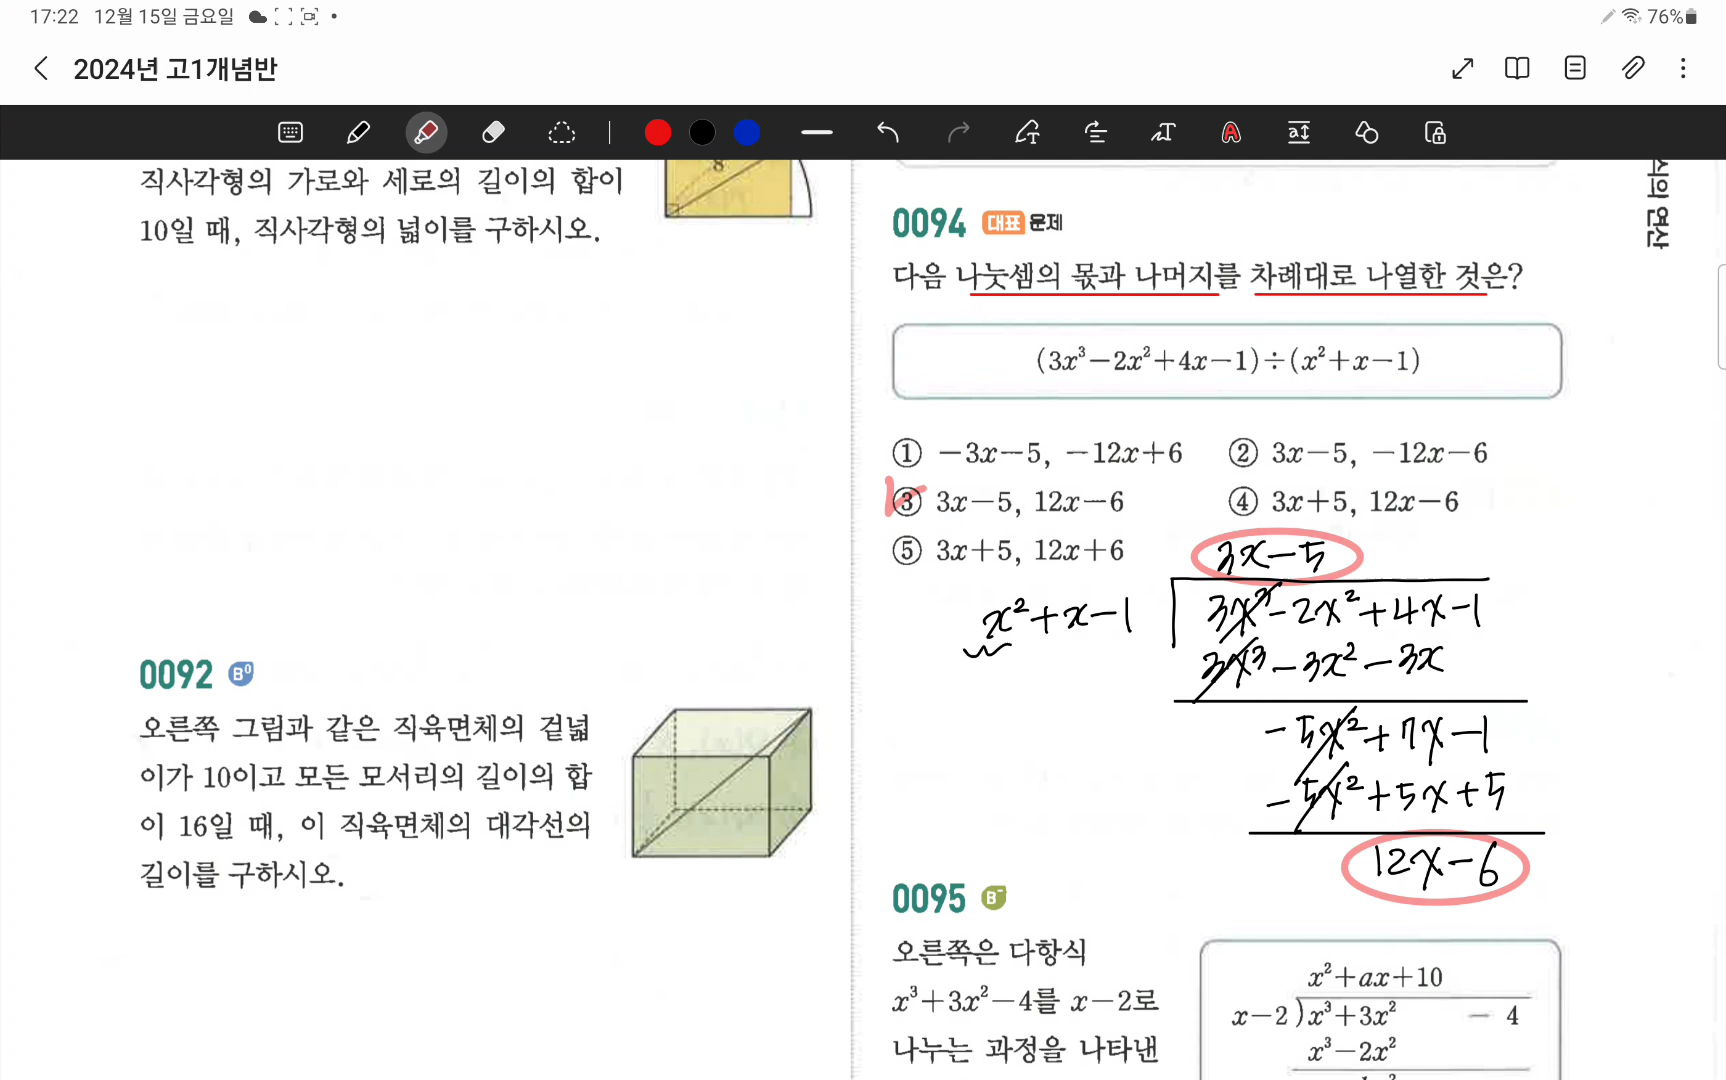 17:22 12월 15일 금요일
76%
2024년 고1개념반
직사각형의 가로와 세로의 길이의 합이
10일 때, 직사각형의 넓이를 구하시오.
8
0092 B⁰
오른쪽 그림과 같은 직육면체의 겉넓
이가 10이고 모든 모서리의 길이의 합
이 16일 때, 이 직육면체의 대각선의
길이를 구하시오.
식의 연산
0094 대표 문제
다음 나눗셈의 몫과 나머지를 차례대로 나열한 것은?
(3x³−2x²+4x−1)÷(x²+x−1)
① −3x−5, −12x+6 ② 3x−5, −12x−6
③ 3x−5, 12x−6 ④ 3x+5, 12x−6
⑤ 3x+5, 12x+6
3x−5
x²+x−1 3x³−2x²+4x−1
3x³−3x²−3x
−5x²+7x−1
−5x²+5x+5
12x−6
0095 B⁻
오른쪽은 다항식
x³+3x²−4를 x−2로
나누는 과정을 나타낸
x²+ax+10
x−2)x³+3x² − 4
x³−2x²